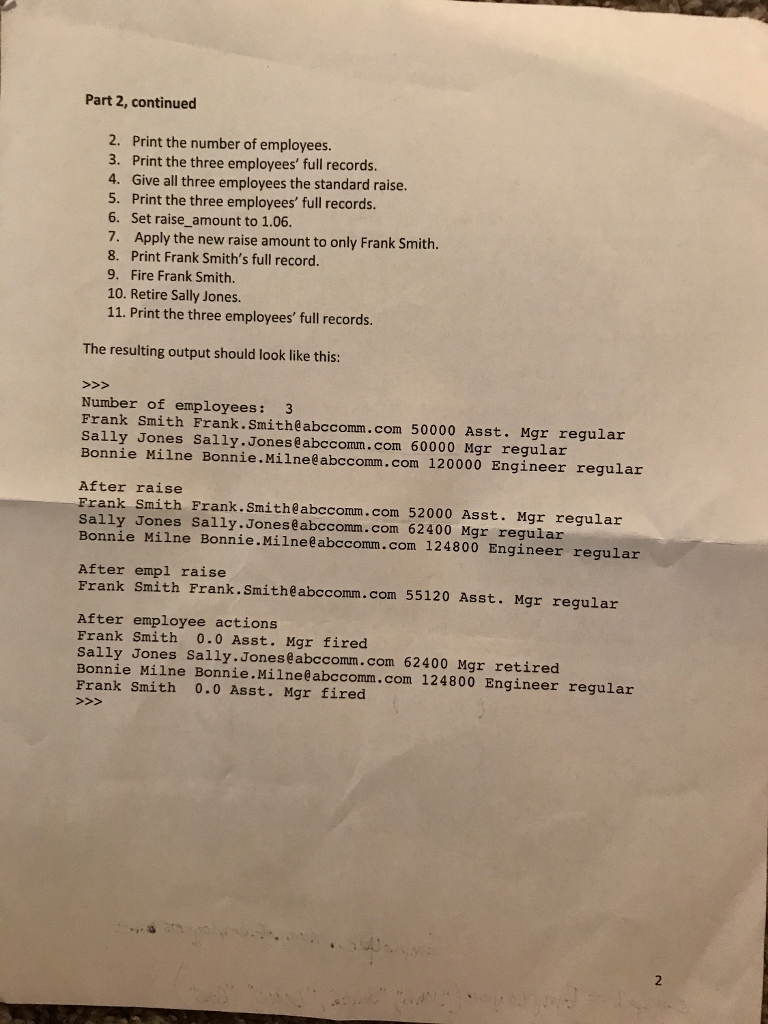 Part 2, continued
2. Print the number of employees.
3. Print the three employees' full records.
4. Give all three employees the standard raise.
5. Print the three employees' full records.
6. Set raise_amount to 1.06.
7. Apply the new raise amount to only Frank Smith.
8. Print Frank Smith's full record.
9. Fire Frank Smith.
10. Retire Sally Jones.
11. Print the three employees' full records.
The resulting output should look like this:
>>>
Number of employees: 3
Frank Smith Frank.Smith@abccomm.com 50000 Asst. Mgr regular
Sally Jones Sally.Jones@abccomm.com 60000 Mgr regular
Bonnie Milne Bonnie.Milne@abccomm.com 120000 Engineer regular
After raise
Frank Smith Frank.Smith@abccomm.com 52000 Asst. Mgr regular
Sally Jones Sally.Jones@abccomm.com 62400 Mgr regular
Bonnie Milne Bonnie.Milne@abccomm.com 124800 Engineer regular
After empl raise
Frank Smith Frank.Smith@abccomm.com 55120 Asst. Mgr regular
After employee actions
Frank Smith 0.0 Asst. Mgr fired
Sally Jones Sally.Jones@abccomm.com 62400 Mgr retired
Bonnie Milne Bonnie.Milne@abccomm.com 124800 Engineer regular
Frank Smith 0.0 Asst. Mgr fired
>>>
2